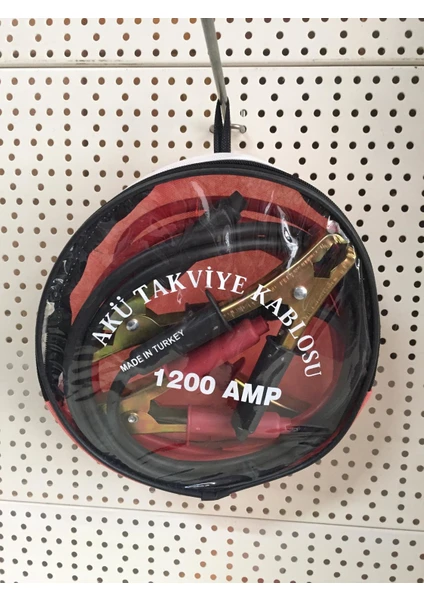 AKÜ TAKVİYE KABLOSU
MADE IN TURKEY
1200 AMP